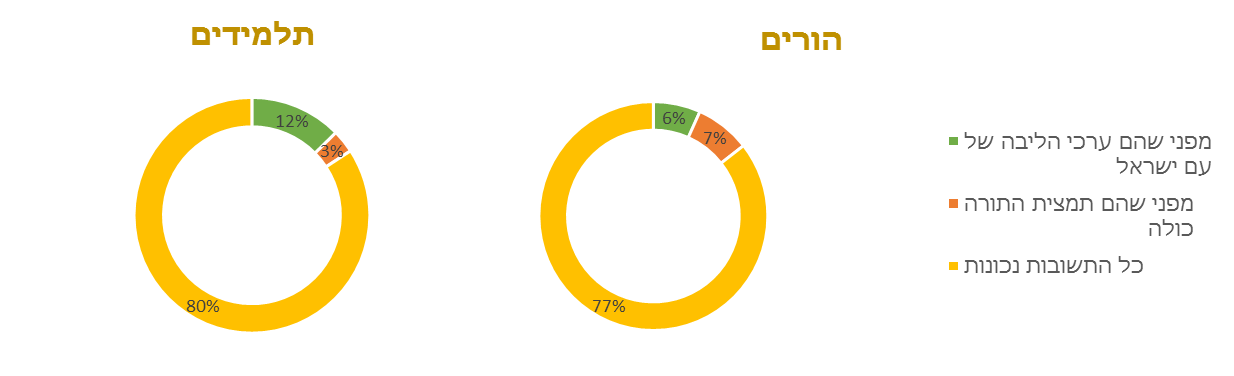 הורים
תלמידים
6%
7%
77%
12%
3%
80%
מפני שהם ערכי הליבה של
עם ישראל
מפני שהם תמצית התורה
כולה
כל התשובות נכונות